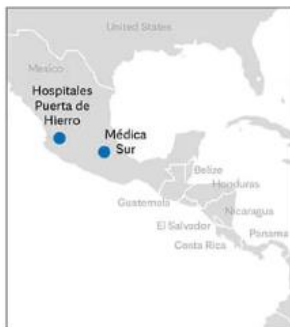 United States
Mexico
Hospitales
Puerta de
Hierro
Médica
Sur
Belize
Honduras
Guatemala
Nicaragua
El Salvador
Costa Rica
Panama